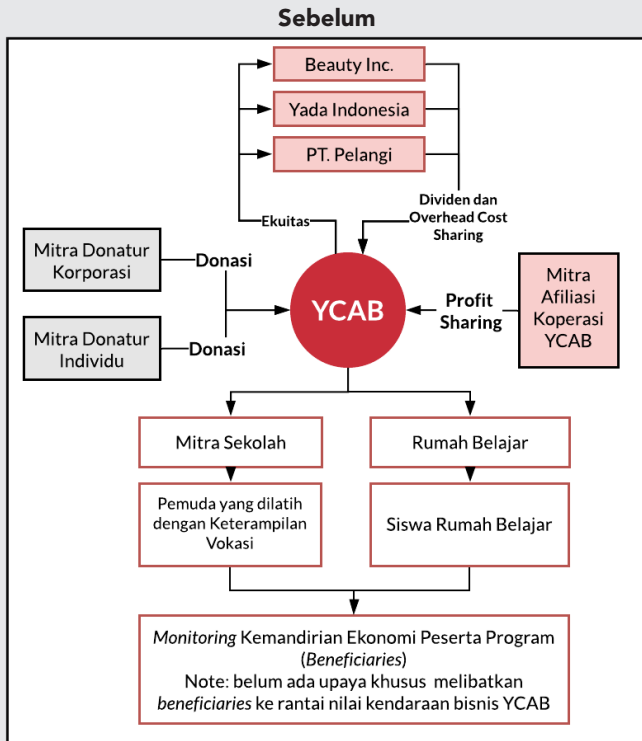 Sebelum
Beauty Inc.
Yada Indonesia
PT. Pelangi
Ekuitas
Dividen dan
Overhead Cost
Sharing
Mitra Donatur
Korporasi
Donasi
Mitra Donatur
Individu
Donasi
YCAB
Profit
Sharing
Mitra
Afiliasi
Koperasi
YCAB
Mitra Sekolah
Rumah Belajar
Pemuda yang dilatih
dengan Keterampilan
Vokasi
Siswa Rumah Belajar
Monitoring Kemandirian Ekonomi Peserta Program
(Beneficiaries)
Note: belum ada upaya khusus melibatkan
beneficiaries ke rantai nilai kendaraan bisnis YCAB